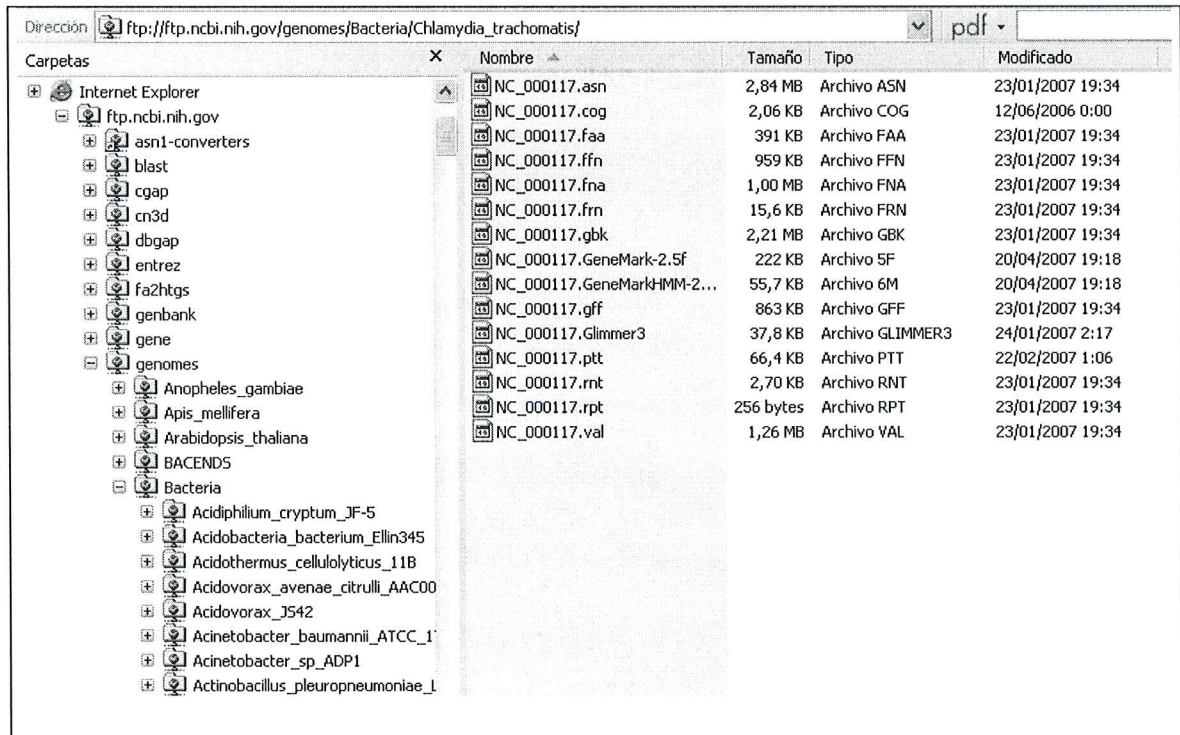 Dirección ftp://ftp.ncbi.nih.gov/genomes/Bacteria/Chlamydia_trachomatis/ pdf
Carpetas
Internet Explorer
ftp.ncbi.nih.gov
asn1-converters
blast
cgap
cn3d
dbgap
entrez
fa2htgs
genbank
gene
genomes
Anopheles_gambiae
Apis_mellifera
Arabidopsis_thaliana
BACENDS
Bacteria
Acidiphilium_cryptum_JF-5
Acidobacteria_bacterium_Ellin345
Acidothermus_cellulolyticus_11B
Acidovorax_avenae_citrulli_AAC00
Acidovorax_JS42
Acinetobacter_baumannii_ATCC_1
Acinetobacter_sp_ADP1
Actinobacillus_pleuropneumoniae_L
Nombre Tamaño Tipo Modificado
NC_000117.asn 2,84 MB Archivo ASN 23/01/2007 19:34
NC_000117.cog 2,06 KB Archivo COG 12/06/2006 0:00
NC_000117.faa 391 KB Archivo FAA 23/01/2007 19:34
NC_000117.ffn 959 KB Archivo FFN 23/01/2007 19:34
NC_000117.fna 1,00 MB Archivo FNA 23/01/2007 19:34
NC_000117.frn 15,6 KB Archivo FRN 23/01/2007 19:34
NC_000117.gbk 2,21 MB Archivo GBK 23/01/2007 19:34
NC_000117.GeneMark-2.5f 222 KB Archivo 5F 20/04/2007 19:18
NC_000117.GeneMarkHMM-2... 55,7 KB Archivo 6M 20/04/2007 19:18
NC_000117.gff 863 KB Archivo GFF 23/01/2007 19:34
NC_000117.Glimmer3 37,8 KB Archivo GLIMMER3 24/01/2007 2:17
NC_000117.ptt 66,4 KB Archivo PTT 22/02/2007 1:06
NC_000117.rnt 2,70 KB Archivo RNT 23/01/2007 19:34
NC_000117.rpt 256 bytes Archivo RPT 23/01/2007 19:34
NC_000117.val 1,26 MB Archivo VAL 23/01/2007 19:34